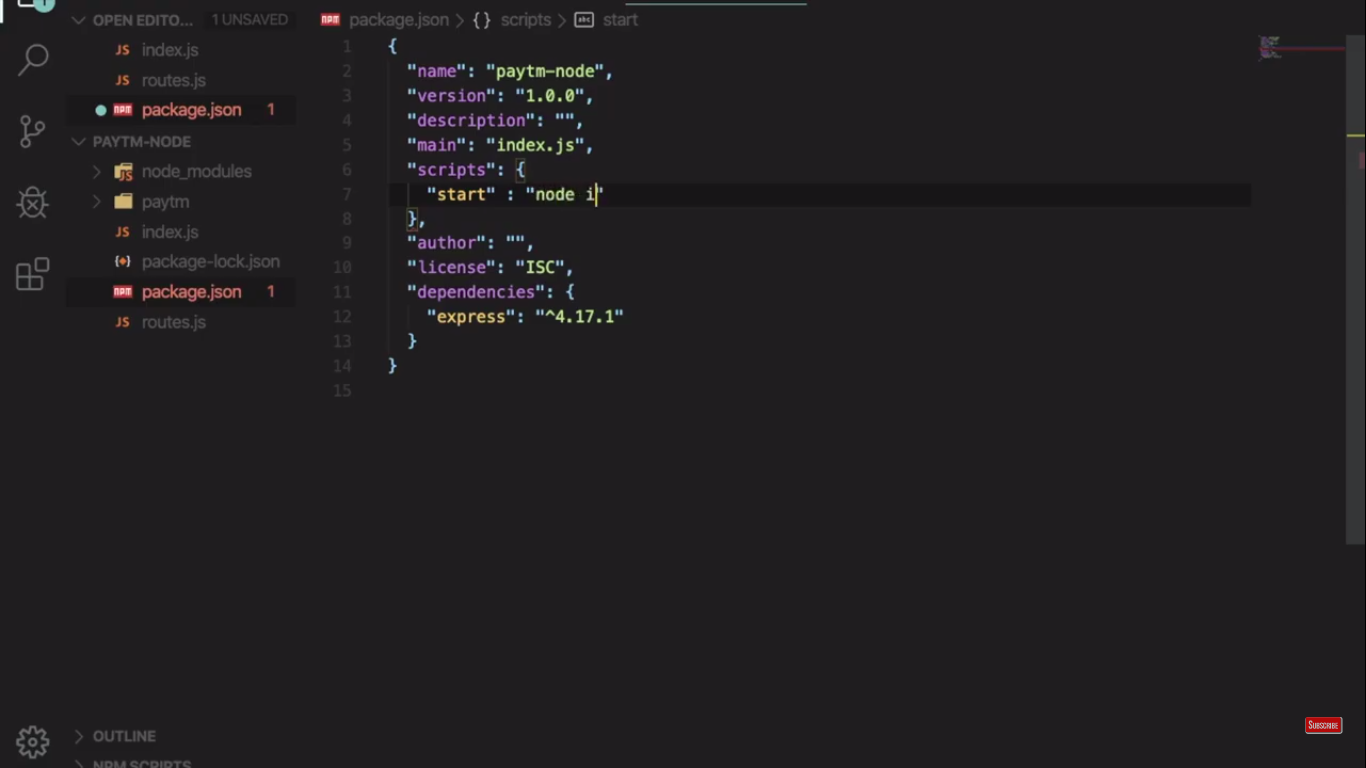 1
OPEN EDITO... 1 UNSAVED
JS index.js
JS routes.js
npm package.json 1
PAYTM-NODE
JS node_modules
paytm
JS index.js
package-lock.json
npm package.json 1
JS routes.js
OUTLINE
NPM SCRIPTS
npm package.json > {} scripts > abc start
1 {
2 "name": "paytm-node",
3 "version": "1.0.0",
4 "description": "",
5 "main": "index.js",
6 "scripts": {
7 "start" : "node i"
8 },
9 "author": "",
10 "license": "ISC",
11 "dependencies": {
12 "express": "^4.17.1"
13 }
14 }
15
SUBSCRIBE